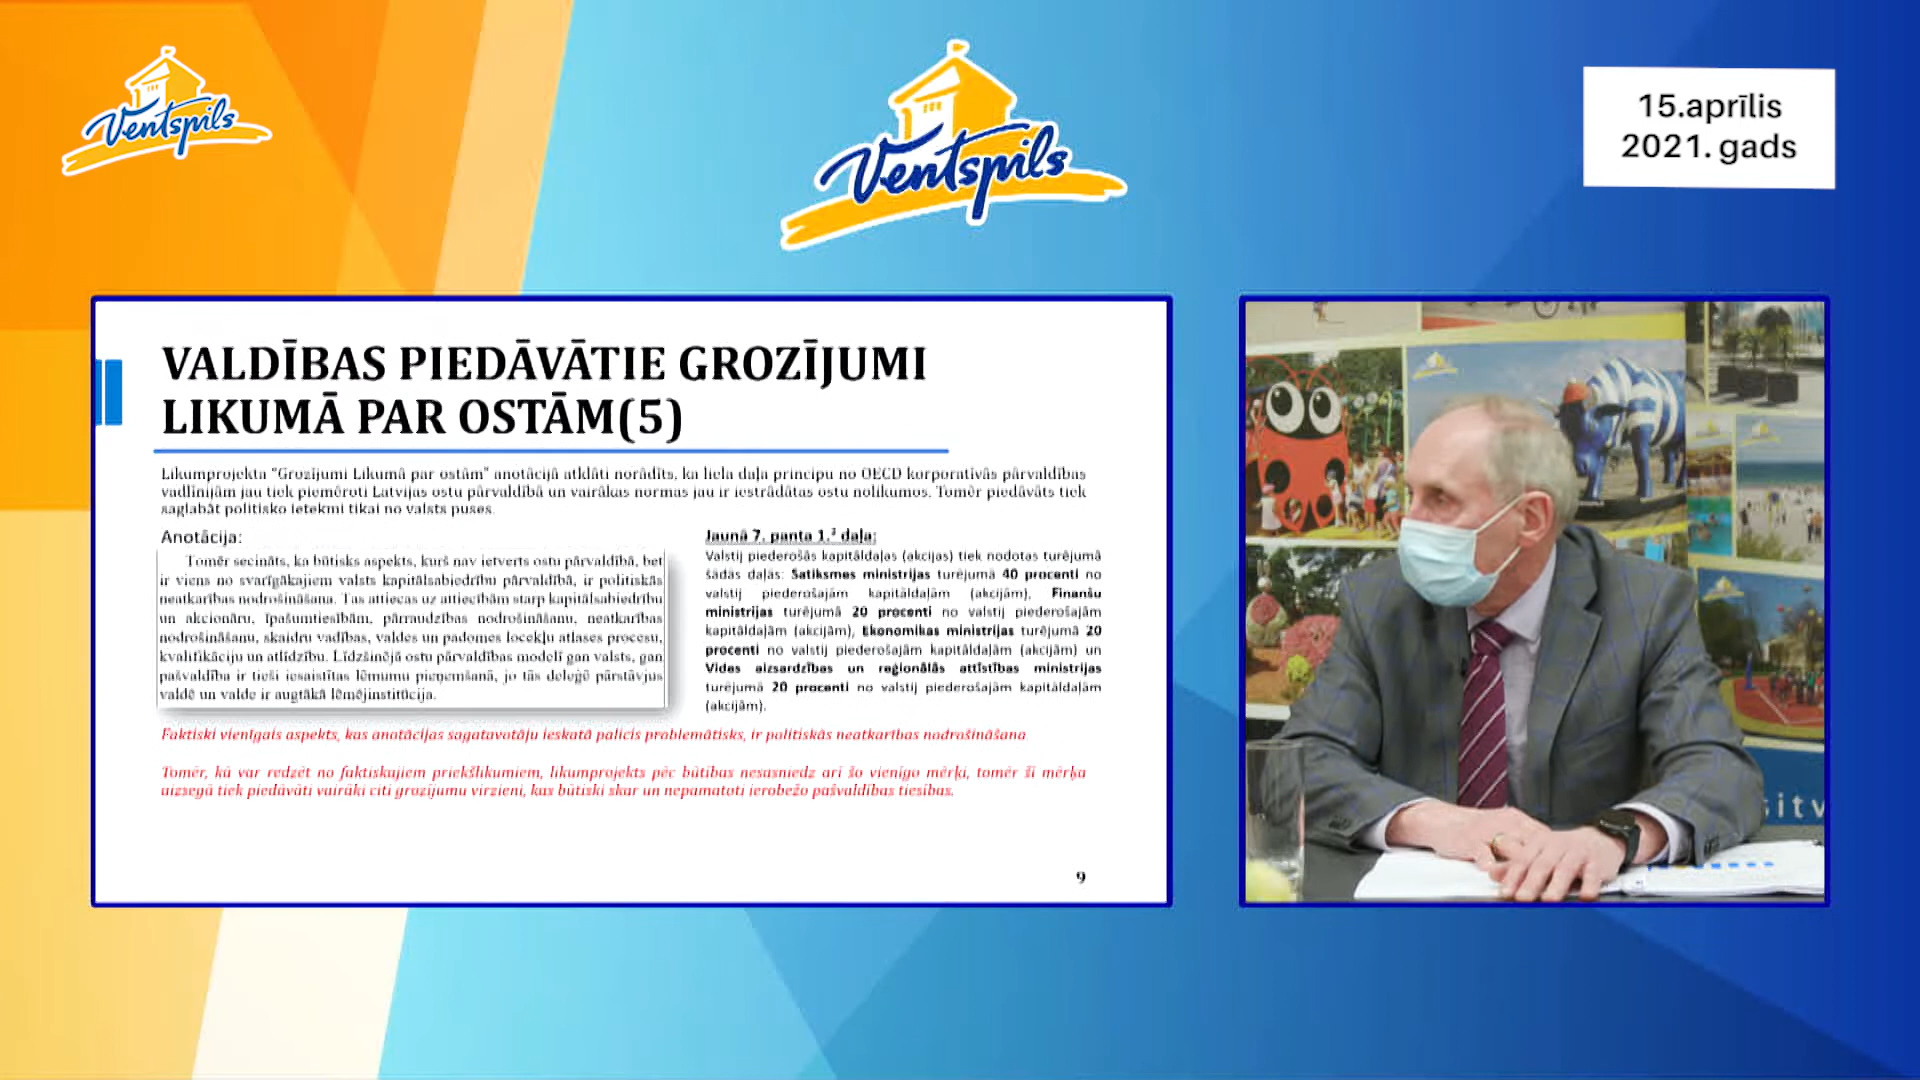 Ventspils
Ventspils
15.aprīlis
2021. gads
VALDĪBAS PIEDĀVĀTIE GROZĪJUMI
LIKUMĀ PAR OSTĀM(5)
Likumprojekta "Grozījumi Likumā par ostām" anotācijā atklāti norādīts, ka liela daļa principu no OECD korporatīvās pārvaldības
vadlīnijām jau tiek piemēroti Latvijas ostu pārvaldībā un vairākas normas jau ir iestrādātas ostu nolikumos. Tomēr piedāvāts tiek
saglabāt politisko ietekmi tikai no valsts puses.
Anotācija:
Tomēr secināts, ka būtisks aspekts, kurš nav ietverts ostu pārvaldībā, bet
ir viens no svarīgākajiem valsts kapitālsabiedrību pārvaldībā, ir politiskās
neatkarības nodrošināšana. Tas attiecas uz attiecībām starp kapitālsabiedrību
un akcionāru, īpašumtiesībām, pārraudzības nodrošināšanu, neatkarības
nodrošināšanu, skaidru vadības, valdes un padomes locekļu atlases procesu,
kvalifikāciju un atlīdzību. Līdzšinējā ostu pārvaldības modelī gan valsts, gan
pašvaldība ir tieši iesaistītas lēmumu pieņemšanā, jo tās deleģē pārstāvjus
valdē un valde ir augtākā lēmējinstitūcija.
Jaunā 7. panta 1.² daļa:
Valstij piederošās kapitāldaļas (akcijas) tiek nodotas turējumā
šādās daļās: Satiksmes ministrijas turējumā 40 procenti no
valstij piederošajām kapitāldaļām (akcijām), Finanšu
ministrijas turējumā 20 procenti no valstij piederošajām
kapitāldaļām (akcijām), Ekonomikas ministrijas turējumā 20
procenti no valstij piederošajām kapitāldaļām (akcijām) un
Vides aizsardzības un reģionālās attīstības ministrijas
turējumā 20 procenti no valstij piederošajām kapitāldaļām
(akcijām).
Faktiski vienīgais aspekts, kas anotācijas sagatavotāju ieskatā palicis problemātisks, ir politiskās neatkarības nodrošināšana
Tomēr, kā var redzēt no faktiskajiem priekšlikumiem, likumprojekts pēc būtības nesasniedz arī šo vienīgo mērķi, tomēr šī mērķa
aizsegā tiek piedāvāti vairāki citi grozījumu virzieni, kas būtiski skar un nepamatoti ierobežo pašvaldības tiesības.
9